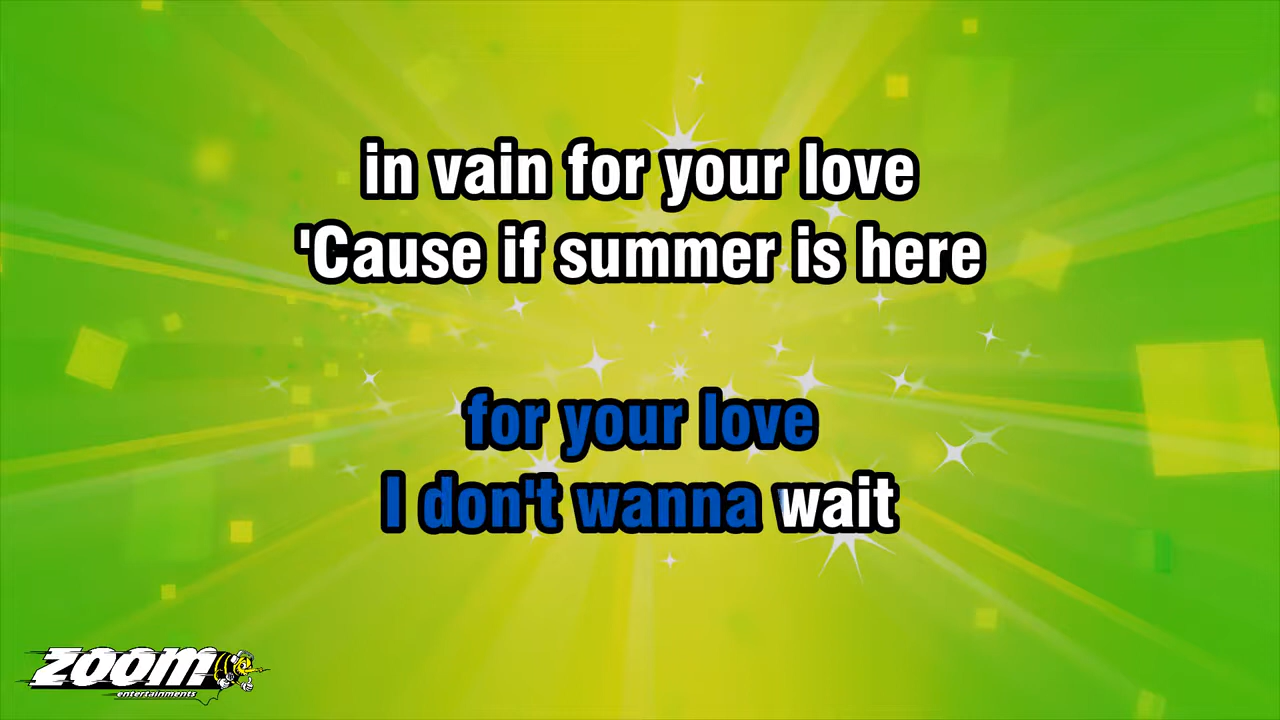 in vain for your love
'Cause if summer is here
for your love
I don't wanna wait
ZOOM
entertainments